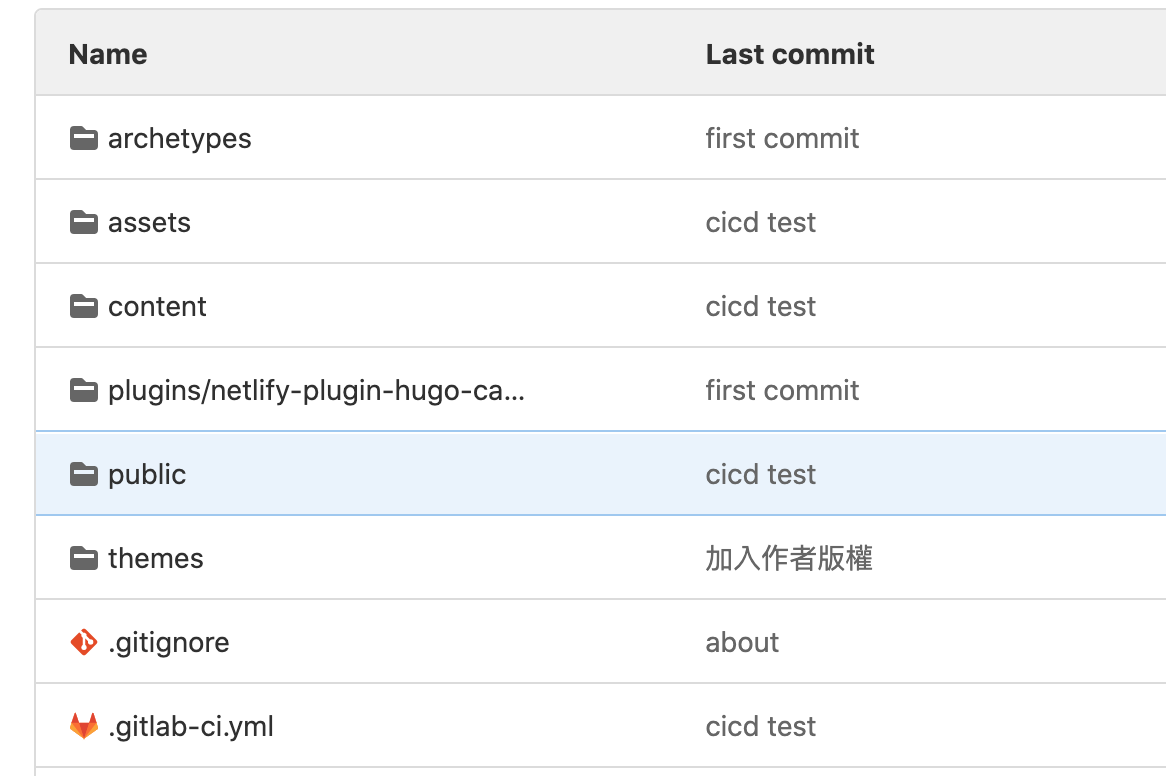 Name Last commit
archetypes first commit
assets cicd test
content cicd test
plugins/netlify-plugin-hugo-ca... first commit
public cicd test
themes 加入作者版權
.gitignore about
.gitlab-ci.yml cicd test